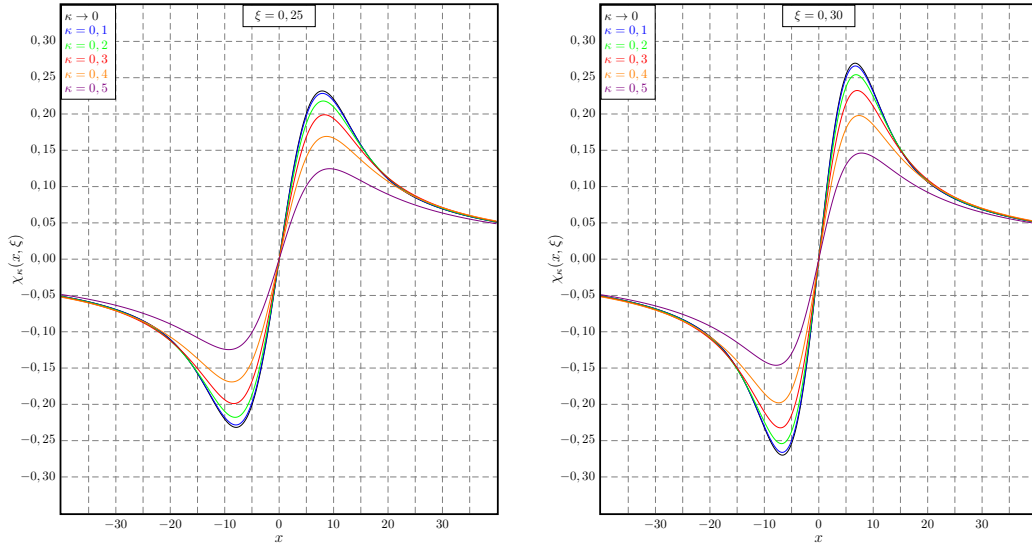 ξ = 0, 25
κ → 0
κ = 0, 1
κ = 0, 2
κ = 0, 3
κ = 0, 4
κ = 0, 5
0, 30
0, 25
0, 20
0, 15
0, 10
0, 05
0, 00
−0, 05
−0, 10
−0, 15
−0, 20
−0, 25
−0, 30
χκ(x, ξ)
−30 −20 −10 0 10 20 30
x
ξ = 0, 30
κ → 0
κ = 0, 1
κ = 0, 2
κ = 0, 3
κ = 0, 4
κ = 0, 5
0, 30
0, 25
0, 20
0, 15
0, 10
0, 05
0, 00
−0, 05
−0, 10
−0, 15
−0, 20
−0, 25
−0, 30
χκ(x, ξ)
−30 −20 −10 0 10 20 30
x